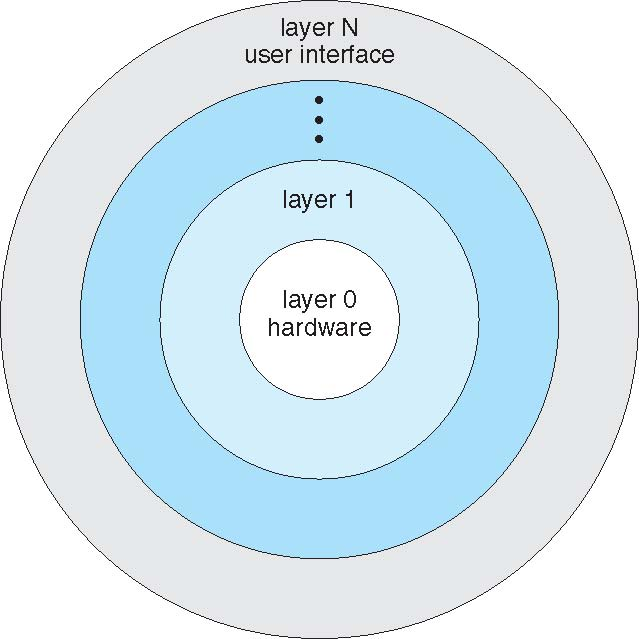 layer N
user interface
layer 1
layer 0
hardware